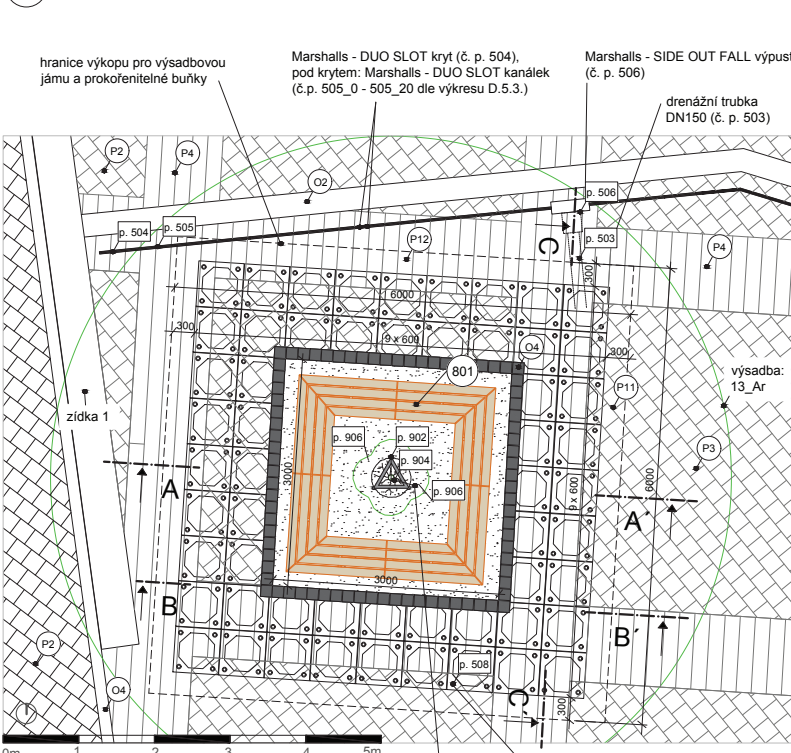 hranice výkopu pro výsadbovou
jámu a prokořenitelné buňky
Marshalls - DUO SLOT kryt (č. p. 504),
pod krytem: Marshalls - DUO SLOT kanálek
(č.p. 505_0 - 505_20 dle výkresu D.5.3.)
Marshalls - SIDE OUT FALL výpust
(č. p. 506)
drenážní trubka
DN150 (č. p. 503)
P2
P4
O2
p. 506
p. 504
p. 505
P12
C
p. 503
P4
300
6000
300
9 x 600
300
O4
801
výsadba:
13_Ar
P11
zídka 1
p. 906
p. 902
p. 904
p. 906
P3
3000
6000
9 x 600
A
A´
3000
B
B´
P2
p. 508
O4
C´
300
0m
1
2
3
4
5m